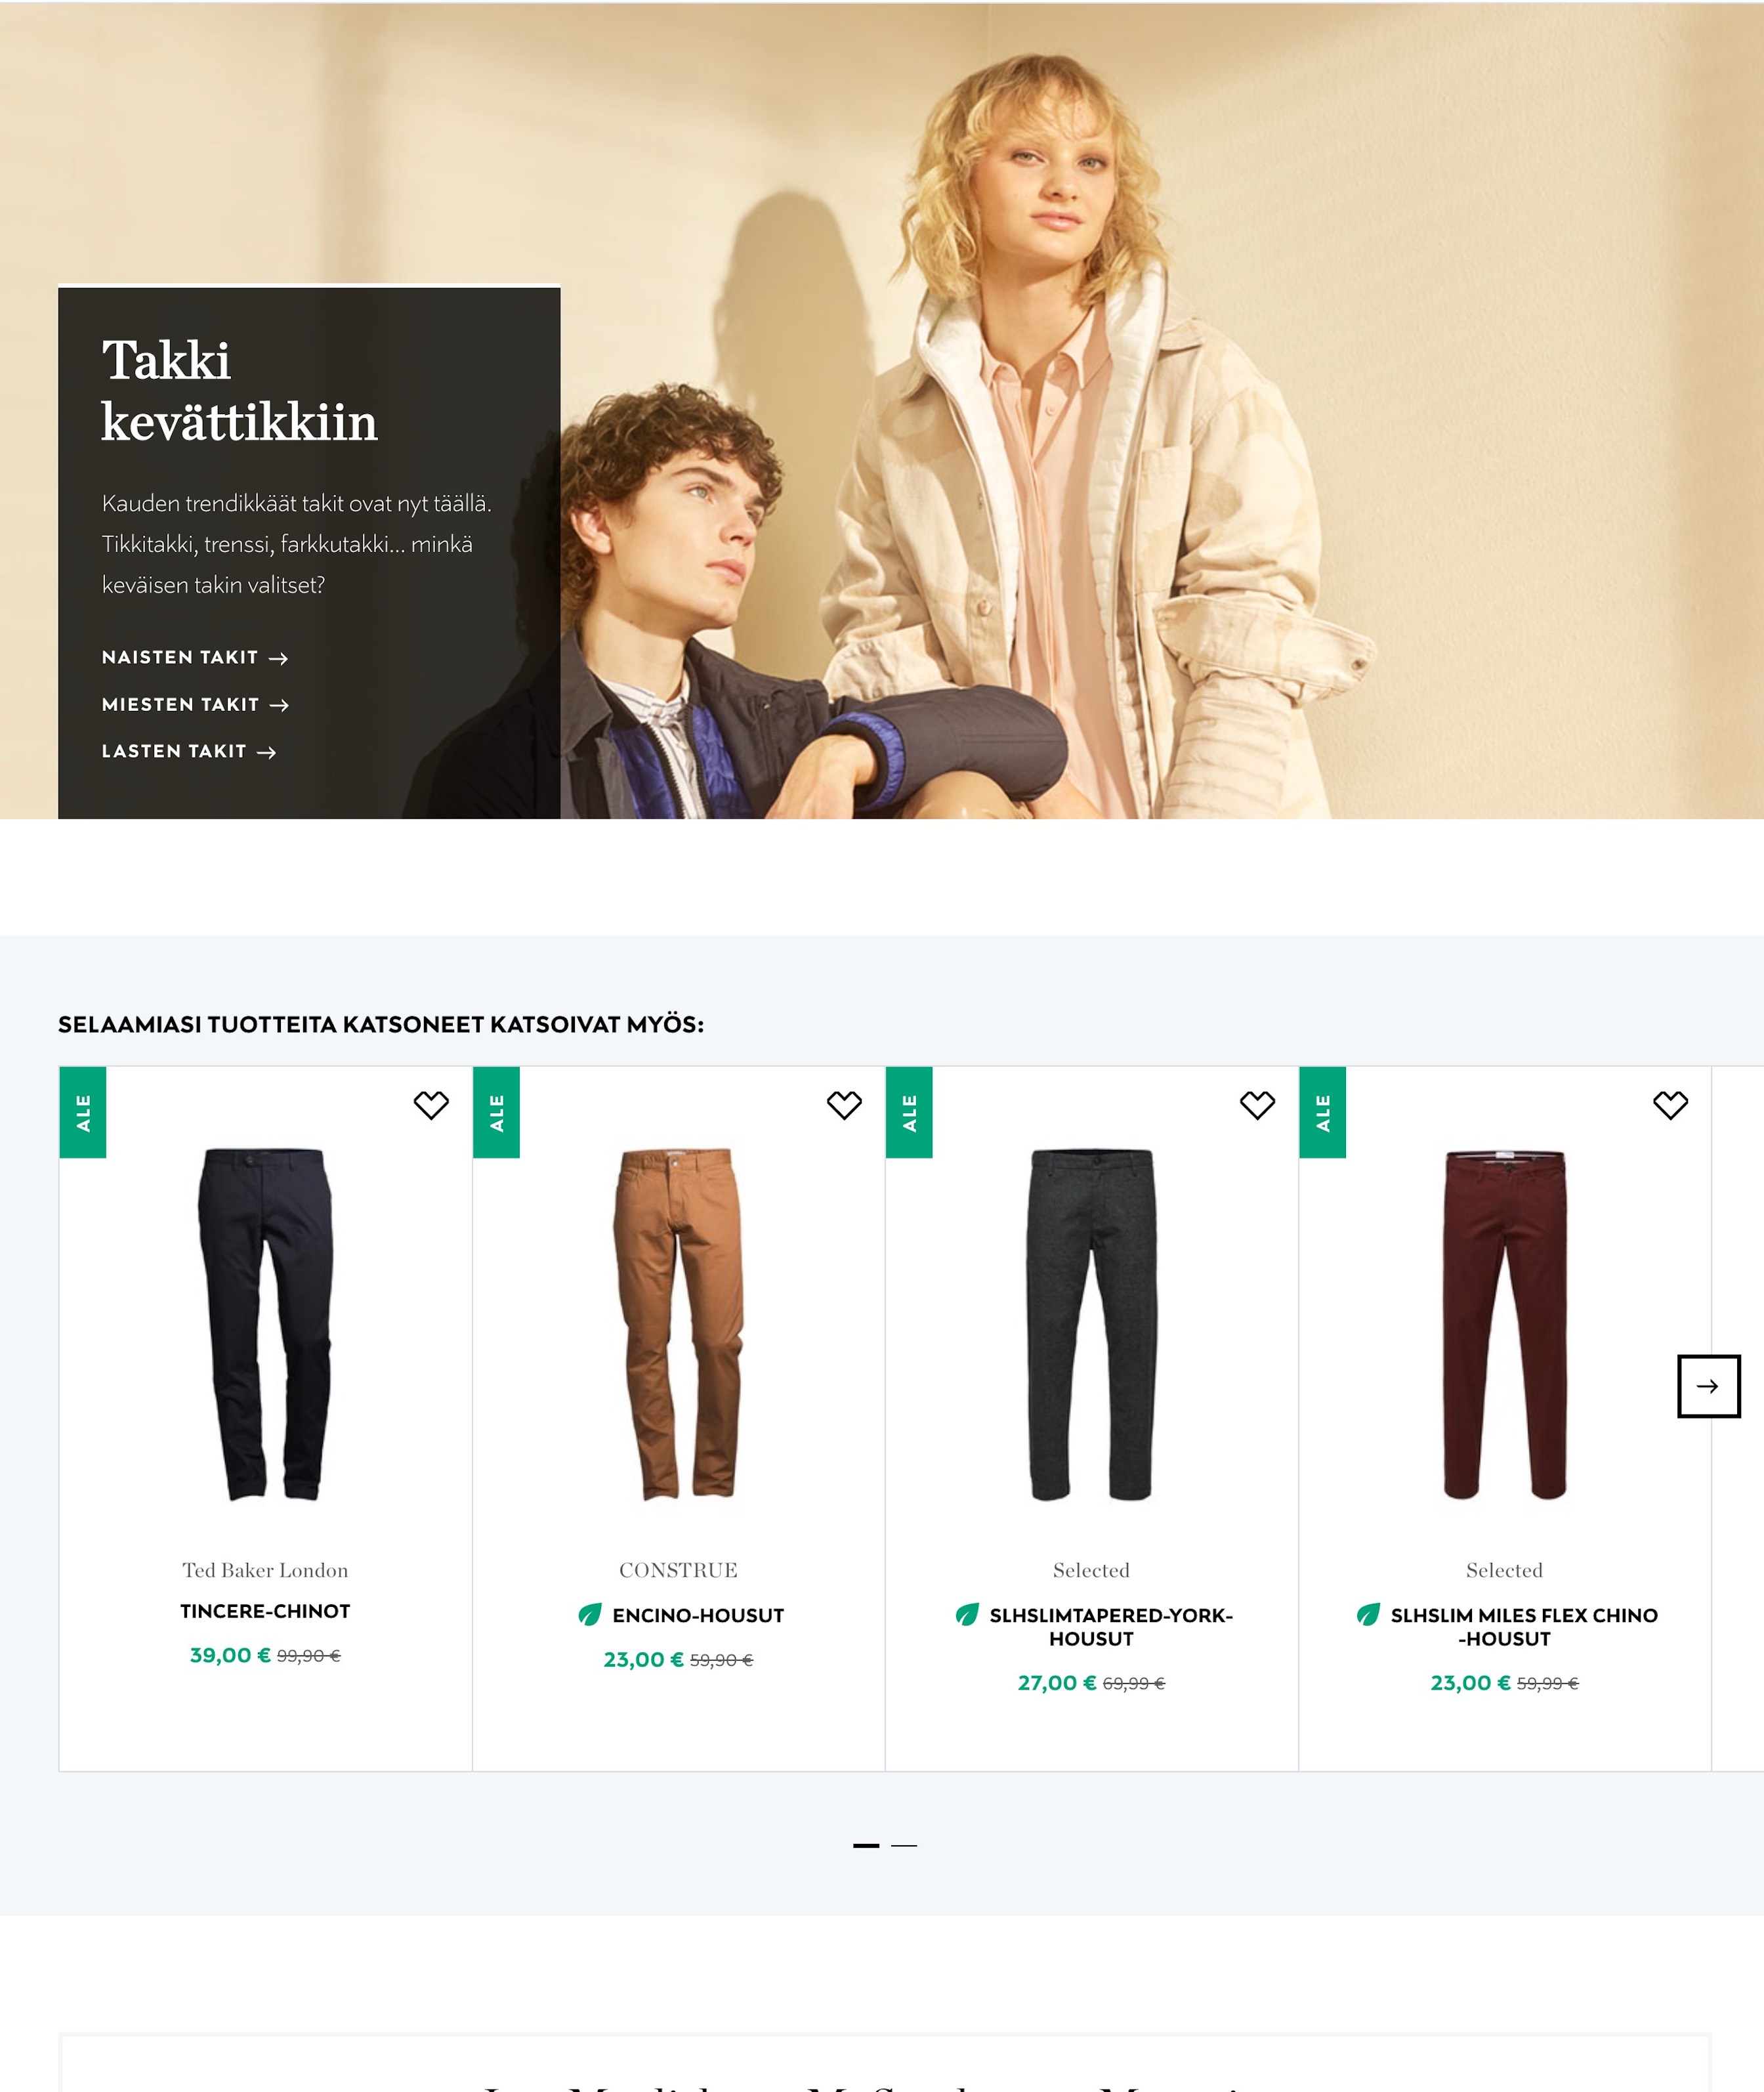 Takki
kevättikkiin
Kauden trendikkäät takit ovat nyt täällä.
Tikkitakki, trenssi, farkkutakki... minkä
keväisen takin valitset?
NAISTEN TAKIT →
MIESTEN TAKIT →
LASTEN TAKIT →
SELAAMIASI TUOTTEITA KATSONEET KATSOIVAT MYÖS:
ALE
ALE
ALE
ALE
Ted Baker London
TINCERE-CHINOT
39,00 € 99,90 €
CONSTRUE
ENCINO-HOUSUT
23,00 € 59,90 €
Selected
SLHSLIMTAPERED-YORK-
HOUSUT
27,00 € 69,99 €
Selected
SLHSLIM MILES FLEX CHINO
-HOUSUT
23,00 € 59,99 €